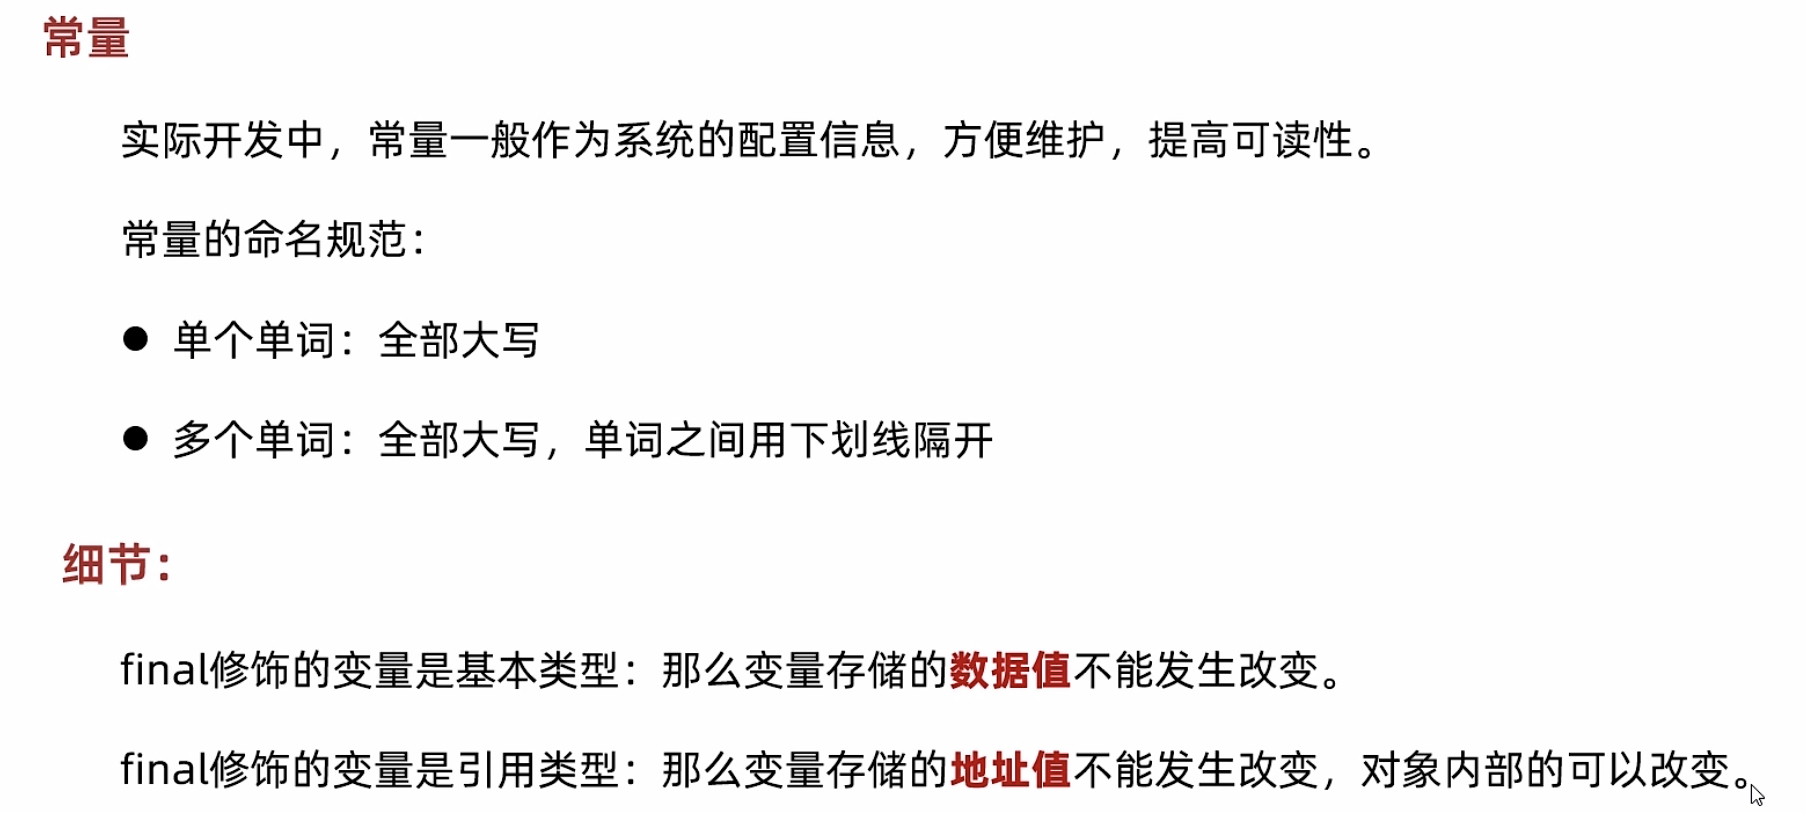 常量
实际开发中，常量一般作为系统的配置信息，方便维护，提高可读性。
常量的命名规范：
● 单个单词：全部大写
● 多个单词：全部大写，单词之间用下划线隔开
细节：
final修饰的变量是基本类型：那么变量存储的数据值不能发生改变。
final修饰的变量是引用类型：那么变量存储的地址值不能发生改变，对象内部的可以改变。